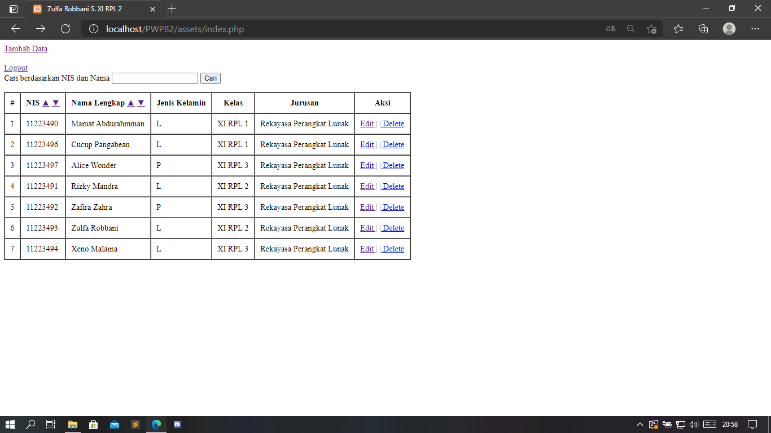 Zulfa Robbani S. XI RPL 2
localhost/PWPB2/assets/index.php
Tambah Data
Logout
Cari berdasarkan NIS dan Nama Cari
# NIS ▲ ▼ Nama Lengkap ▲ ▼ Jenis Kelamin Kelas Jurusan Aksi
1 11223490 Mamat Abdurahmman L XI RPL 1 Rekayasa Perangkat Lunak Edit | Delete
2 11223496 Cucup Pangabean L XI RPL 1 Rekayasa Perangkat Lunak Edit | Delete
3 11223497 Alice Wonder P XI RPL 3 Rekayasa Perangkat Lunak Edit | Delete
4 11223491 Rizky Mandra L XI RPL 2 Rekayasa Perangkat Lunak Edit | Delete
5 11223492 Zafira Zahra P XI RPL 3 Rekayasa Perangkat Lunak Edit | Delete
6 11223493 Zulfa Robbani L XI RPL 2 Rekayasa Perangkat Lunak Edit | Delete
7 11223494 Xeno Malama L XI RPL 3 Rekayasa Perangkat Lunak Edit | Delete
20:58